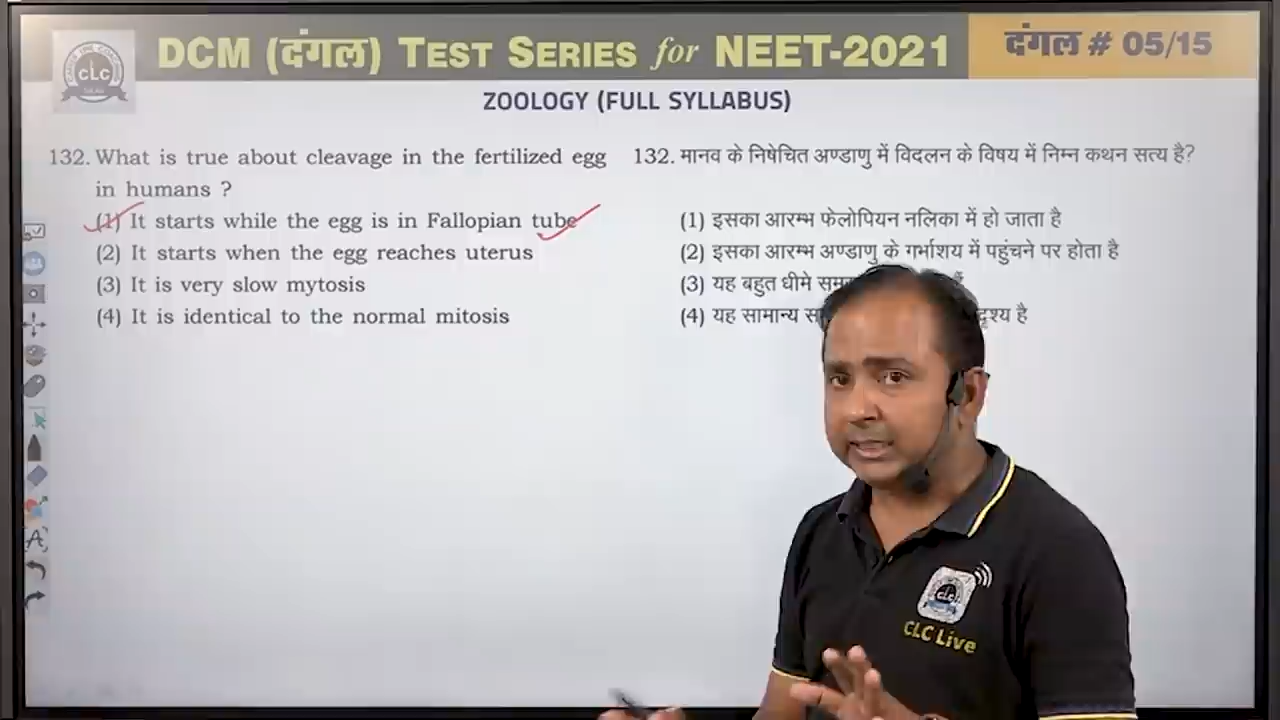 DCM (दंगल) TEST SERIES for NEET-2021
दंगल # 05/15
CLC
ZOOLOGY (FULL SYLLABUS)
132. What is true about cleavage in the fertilized egg
in humans ?
(1) It starts while the egg is in Fallopian tube
(2) It starts when the egg reaches uterus
(3) It is very slow mytosis
(4) It is identical to the normal mitosis
132. मानव के निषेचित अण्डाणु में विदलन के विषय में निम्न कथन सत्य है?
(1) इसका आरम्भ फेलोपियन नलिका में हो जाता है
(2) इसका आरम्भ अण्डाणु के गर्भाशय में पहुंचने पर होता है
(3) यह बहुत धीमे
(4) यह सामान्य है
CLC
CLC Live